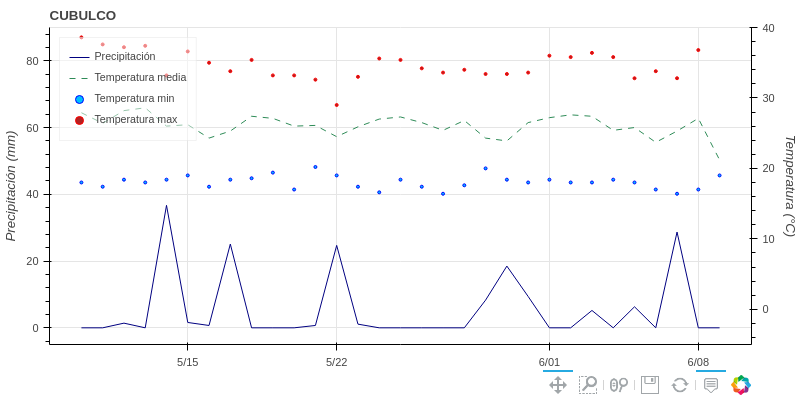 CUBULCO
Precipitación
Temperatura media
Temperatura min
Temperatura max
Precipitación (mm)
80
60
40
20
0
Temperatura (°C)
40
30
20
10
0
5/15
5/22
6/01
6/08